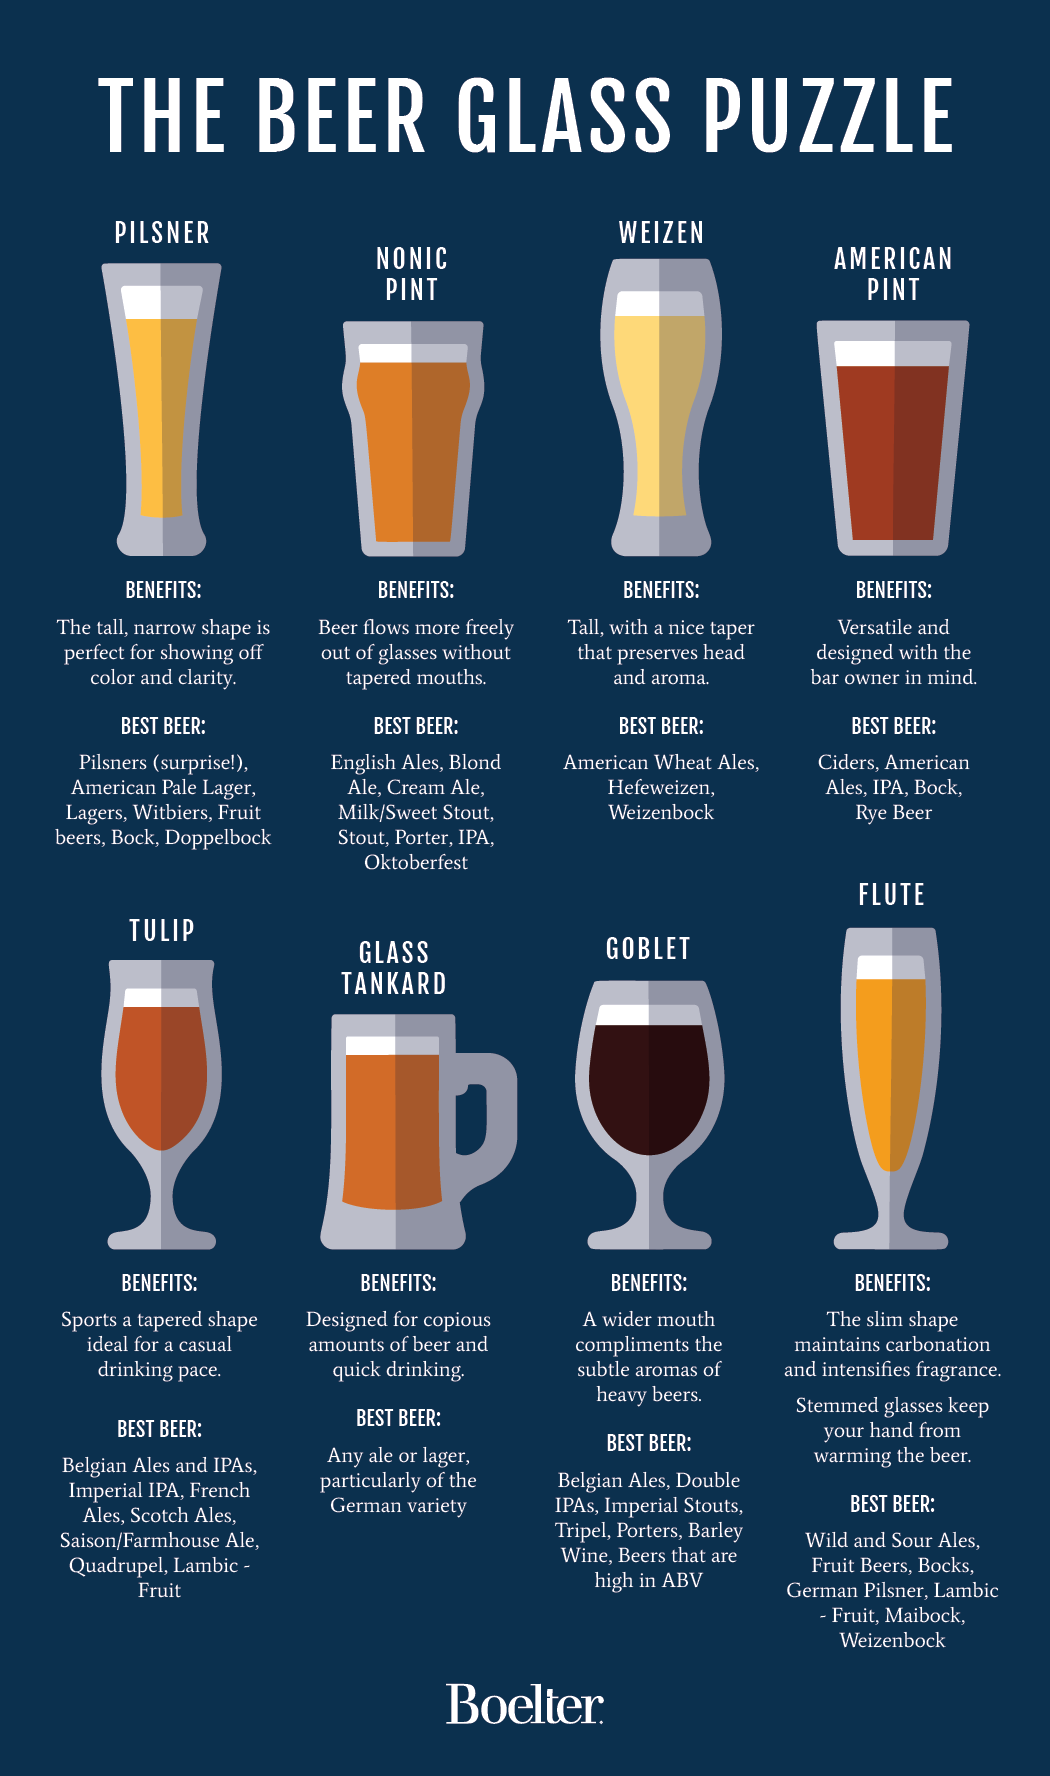 THE BEER GLASS PUZZLE
PILSNER
BENEFITS:
The tall, narrow shape is
perfect for showing off
color and clarity.
BEST BEER:
Pilsners (surprise!),
American Pale Lager,
Lagers, Witbiers, Fruit
beers, Bock, Doppelbock
NONIC
PINT
BENEFITS:
Beer flows more freely
out of glasses without
tapered mouths.
BEST BEER:
English Ales, Blond
Ale, Cream Ale,
Milk/Sweet Stout,
Stout, Porter, IPA,
Oktoberfest
WEIZEN
BENEFITS:
Tall, with a nice taper
that preserves head
and aroma.
BEST BEER:
American Wheat Ales,
Hefeweizen,
Weizenbock
AMERICAN
PINT
BENEFITS:
Versatile and
designed with the
bar owner in mind.
BEST BEER:
Ciders, American
Ales, IPA, Bock,
Rye Beer
TULIP
BENEFITS:
Sports a tapered shape
ideal for a casual
drinking pace.
BEST BEER:
Belgian Ales and IPAs,
Imperial IPA, French
Ales, Scotch Ales,
Saison/Farmhouse Ale,
Quadrupel, Lambic -
Fruit
GLASS
TANKARD
BENEFITS:
Designed for copious
amounts of beer and
quick drinking.
BEST BEER:
Any ale or lager,
particularly of the
German variety
GOBLET
BENEFITS:
A wider mouth
compliments the
subtle aromas of
heavy beers.
BEST BEER:
Belgian Ales, Double
IPAs, Imperial Stouts,
Tripel, Porters, Barley
Wine, Beers that are
high in ABV
FLUTE
BENEFITS:
The slim shape
maintains carbonation
and intensifies fragrance.
Stemmed glasses keep
your hand from
warming the beer.
BEST BEER:
Wild and Sour Ales,
Fruit Beers, Bocks,
German Pilsner, Lambic
- Fruit, Maibock,
Weizenbock
Boelter.